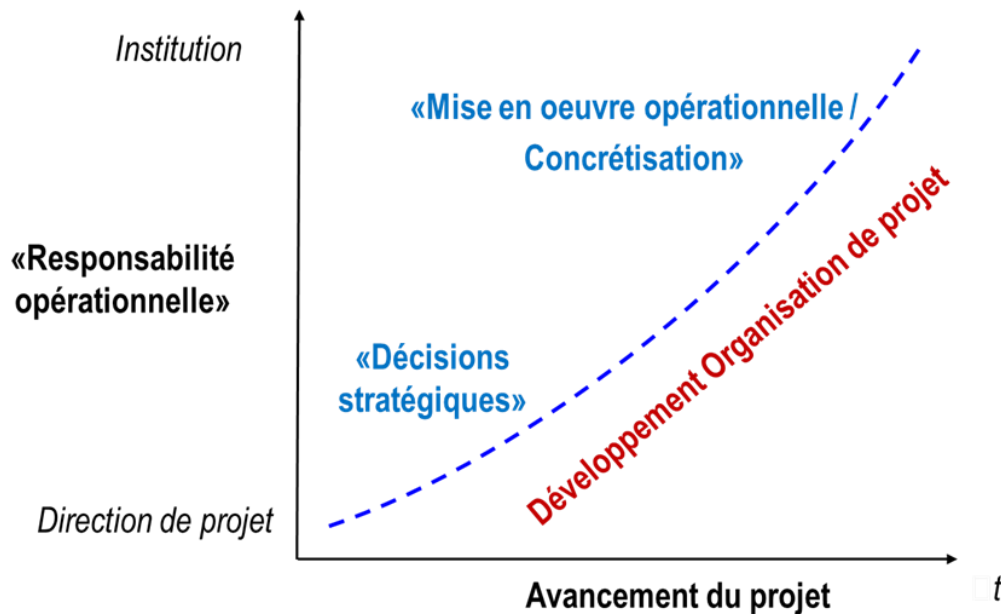 Institution
«Mise en oeuvre opérationnelle /
Concrétisation»
«Responsabilité
opérationnelle»
«Décisions
stratégiques»
Développement Organisation de projet
Direction de projet
Avancement du projet
t